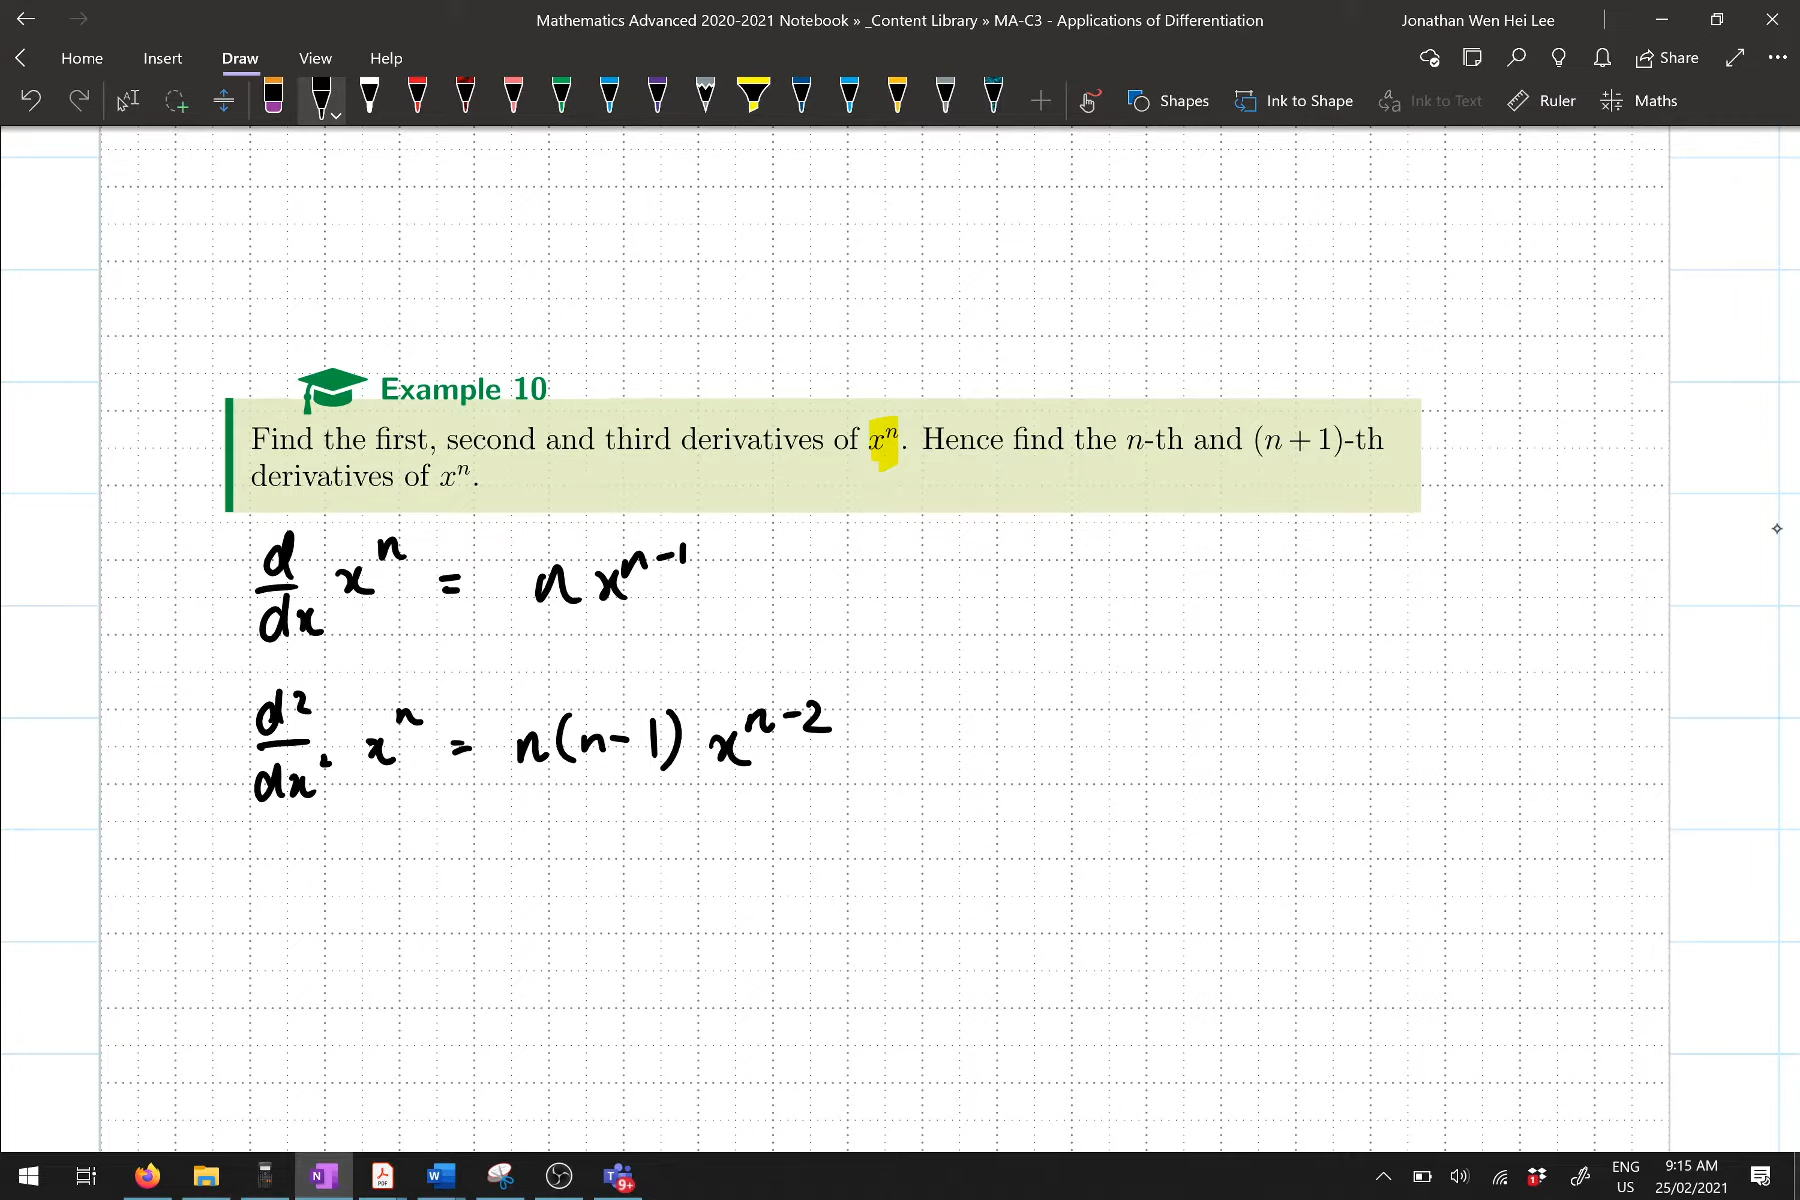 Mathematics Advanced 2020-2021 Notebook » _Content Library » MA-C3 - Applications of Differentiation
Jonathan Wen Hei Lee
Home Insert Draw View Help
Share
Shapes Ink to Shape Ink to Text Ruler Maths
Example 10
Find the first, second and third derivatives of xⁿ. Hence find the n-th and (n + 1)-th
derivatives of xⁿ.
d/dx xⁿ = n xⁿ⁻¹
d²/dx² xⁿ = n(n-1) xⁿ⁻²
ENG
US
9:15 AM
25/02/2021
N
PDF
W
T
9+
1